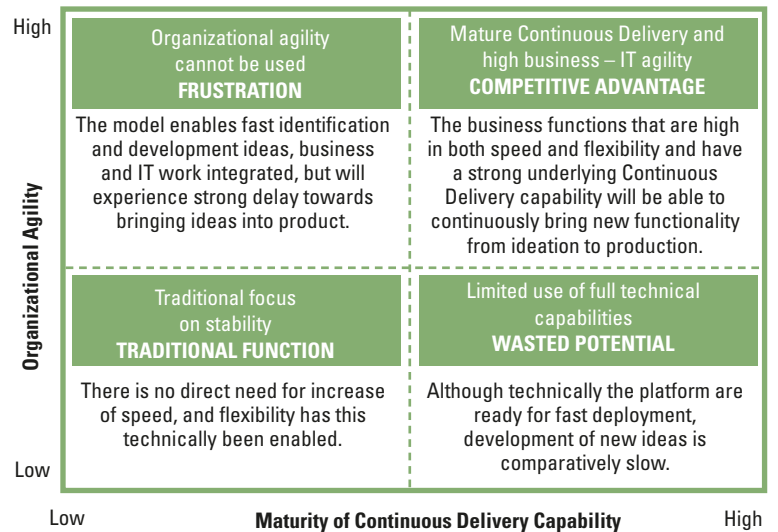 High
Organizational agility
cannot be used
FRUSTRATION
The model enables fast identification
and development ideas, business
and IT work integrated, but will
experience strong delay towards
bringing ideas into product.
Mature Continuous Delivery and
high business – IT agility
COMPETITIVE ADVANTAGE
The business functions that are high
in both speed and flexibility and have
a strong underlying Continuous
Delivery capability will be able to
continuously bring new functionality
from ideation to production.
Organizational Agility
Traditional focus
on stability
TRADITIONAL FUNCTION
There is no direct need for increase
of speed, and flexibility has this
technically been enabled.
Limited use of full technical
capabilities
WASTED POTENTIAL
Although technically the platform are
ready for fast deployment,
development of new ideas is
comparatively slow.
Low
Low
Maturity of Continuous Delivery Capability
High